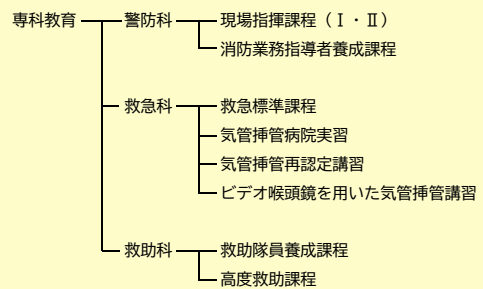 専科教育 警防科 現場指揮課程（Ⅰ・Ⅱ）
消防業務指導者養成課程
救急科 救急標準課程
気管挿管病院実習
気管挿管再認定講習
ビデオ喉頭鏡を用いた気管挿管講習
救助科 救助隊員養成課程
高度救助課程